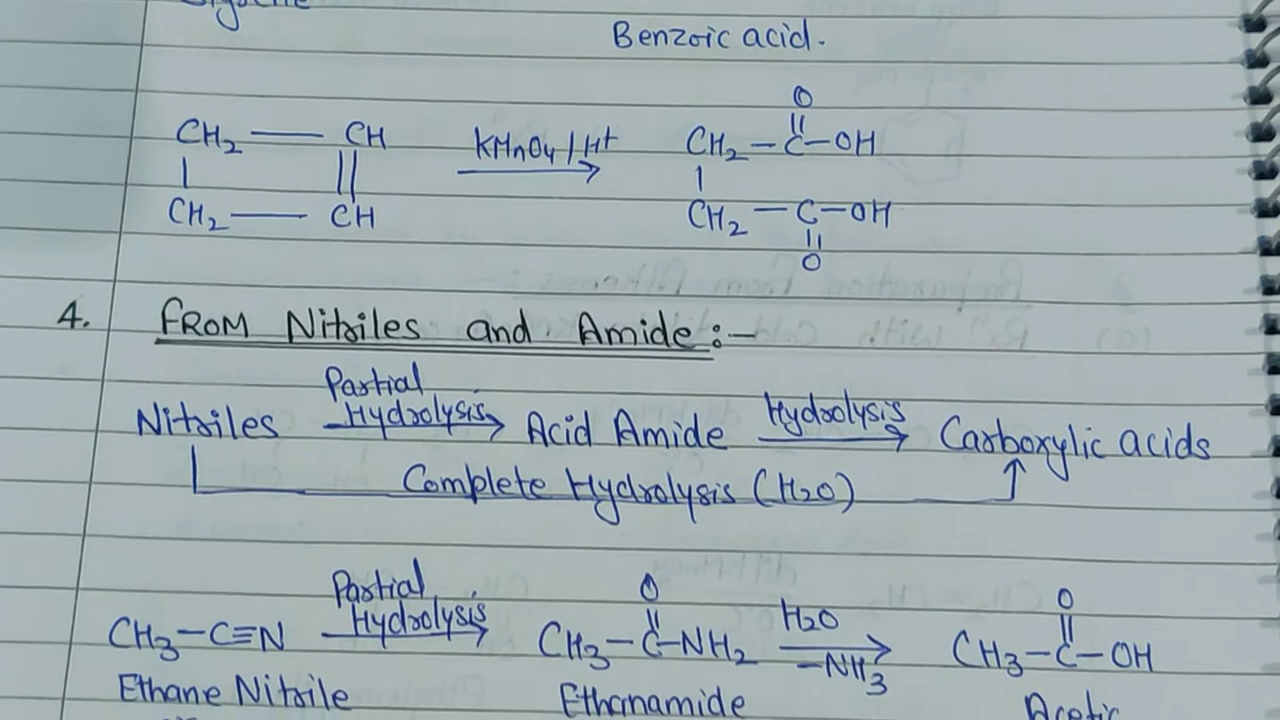 Benzoic acid.
O
CH2 — CH KMnO4/H+ CH2 – C – OH
CH2 — CH CH2 – C – OH
O
4. FROM Nitriles and Amide :–
Partial
Nitriles Hydrolysis Acid Amide Hydrolysis Carboxylic acids
Complete Hydrolysis (H2O)
Partial O H2O O
CH3–C≡N Hydrolysis CH3–C–NH2 –NH3 CH3–C–OH
Ethane Nitrile Ethanamide Acetic